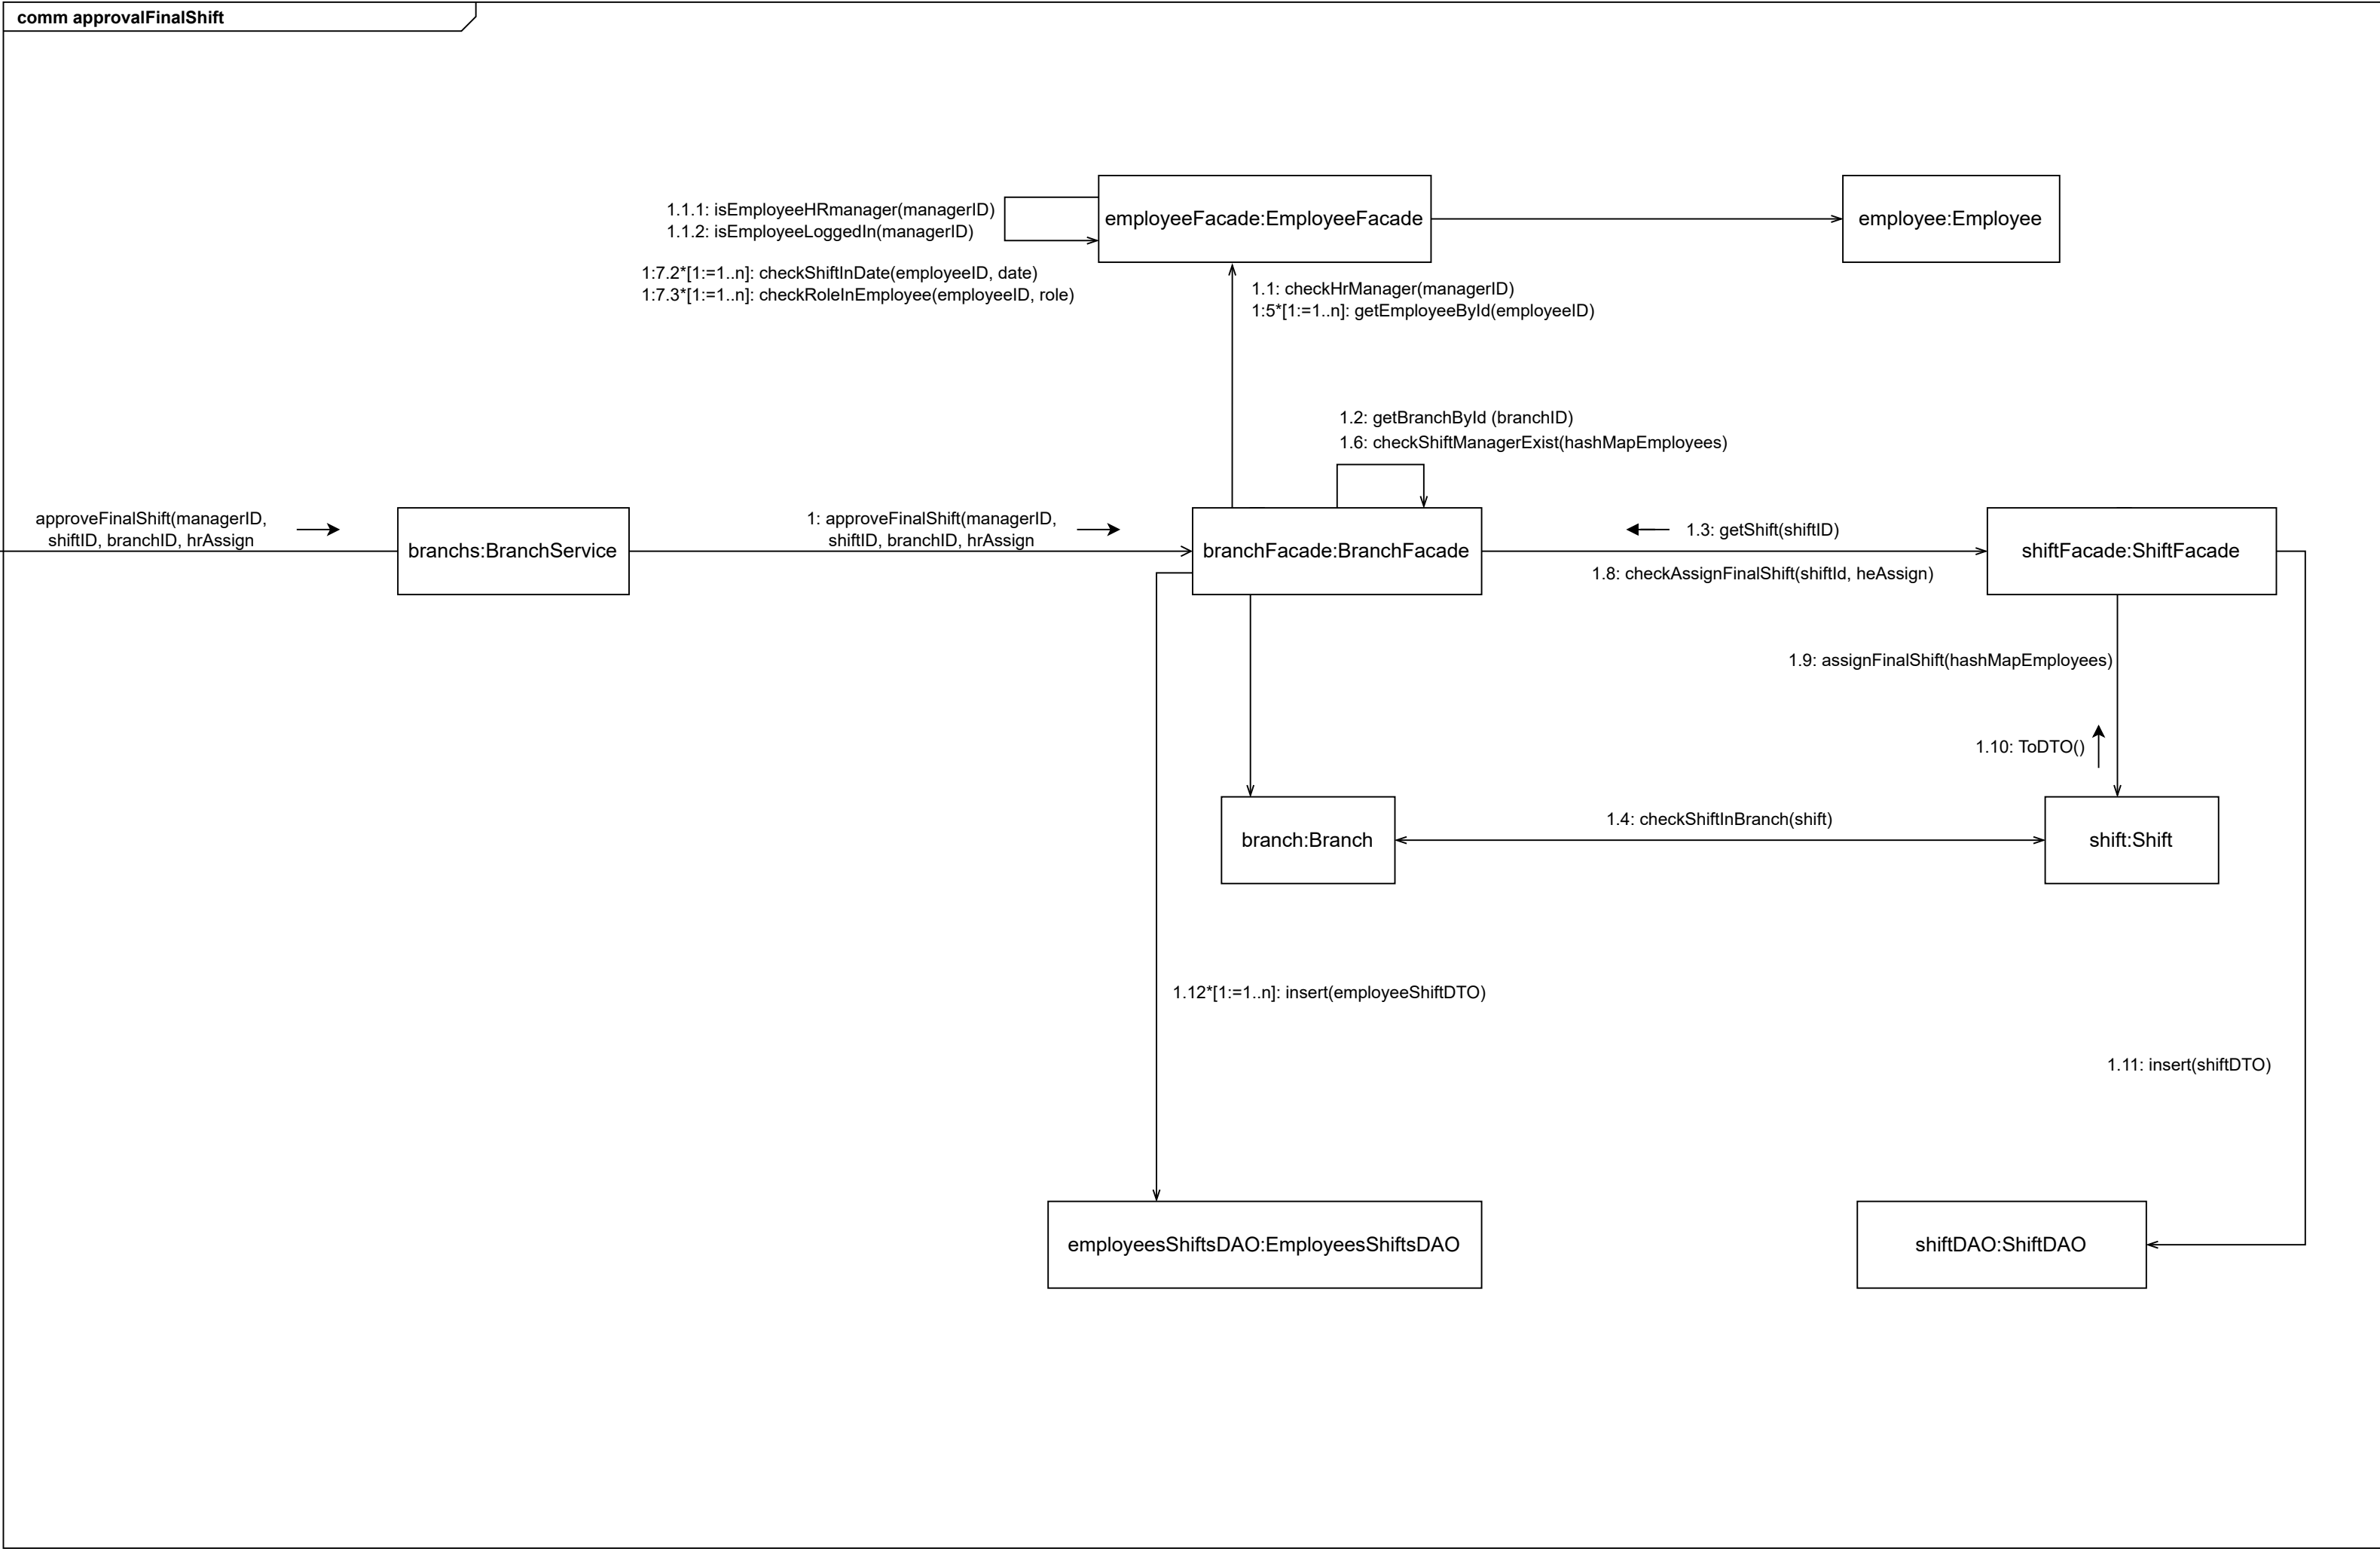 comm approvalFinalShift
1.1.1: isEmployeeHRmanager(managerID)
1.1.2: isEmployeeLoggedIn(managerID)
1:7.2*[1:=1..n]: checkShiftInDate(employeeID, date)
1:7.3*[1:=1..n]: checkRoleInEmployee(employeeID, role)
employeeFacade:EmployeeFacade
employee:Employee
1.1: checkHrManager(managerID)
1:5*[1:=1..n]: getEmployeeById(employeeID)
1.2: getBranchById (branchID)
1.6: checkShiftManagerExist(hashMapEmployees)
approveFinalShift(managerID,
shiftID, branchID, hrAssign
branchs:BranchService
1: approveFinalShift(managerID,
shiftID, branchID, hrAssign
branchFacade:BranchFacade
1.3: getShift(shiftID)
1.8: checkAssignFinalShift(shiftId, heAssign)
shiftFacade:ShiftFacade
1.9: assignFinalShift(hashMapEmployees)
1.10: ToDTO()
branch:Branch
1.4: checkShiftInBranch(shift)
shift:Shift
1.12*[1:=1..n]: insert(employeeShiftDTO)
1.11: insert(shiftDTO)
employeesShiftsDAO:EmployeesShiftsDAO
shiftDAO:ShiftDAO